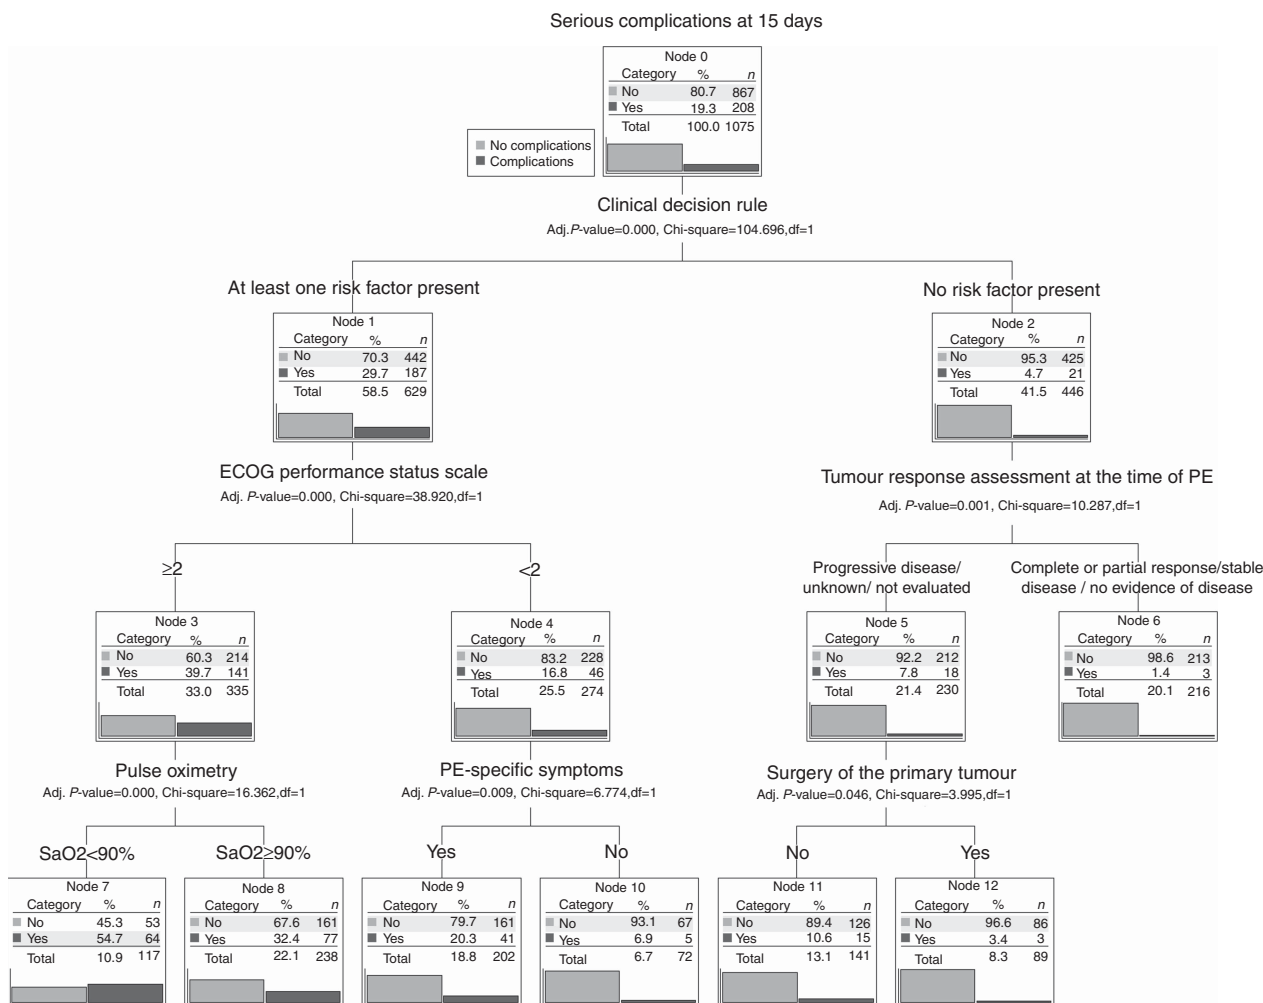 Serious complications at 15 days
Node 0
Category % n
No 80.7 867
Yes 19.3 208
Total 100.0 1075
No complications
Complications
Clinical decision rule
Adj.P-value=0.000, Chi-square=104.696,df=1
At least one risk factor present
No risk factor present
Node 1
Category % n
No 70.3 442
Yes 29.7 187
Total 58.5 629
Node 2
Category % n
No 95.3 425
Yes 4.7 21
Total 41.5 446
ECOG performance status scale
Adj. P-value=0.000, Chi-square=38.920,df=1
Tumour response assessment at the time of PE
Adj. P-value=0.001, Chi-square=10.287,df=1
≥2
<2
Progressive disease/
unknown/ not evaluated
Complete or partial response/stable
disease / no evidence of disease
Node 3
Category % n
No 60.3 214
Yes 39.7 141
Total 33.0 335
Node 4
Category % n
No 83.2 228
Yes 16.8 46
Total 25.5 274
Node 5
Category % n
No 92.2 212
Yes 7.8 18
Total 21.4 230
Node 6
Category % n
No 98.6 213
Yes 1.4 3
Total 20.1 216
Pulse oximetry
Adj. P-value=0.000, Chi-square=16.362,df=1
PE-specific symptoms
Adj. P-value=0.009, Chi-square=6.774,df=1
Surgery of the primary tumour
Adj. P-value=0.046, Chi-square=3.995,df=1
SaO2<90%
SaO2≥90%
Yes
No
No
Yes
Node 7
Category % n
No 45.3 53
Yes 54.7 64
Total 10.9 117
Node 8
Category % n
No 67.6 161
Yes 32.4 77
Total 22.1 238
Node 9
Category % n
No 79.7 161
Yes 20.3 41
Total 18.8 202
Node 10
Category % n
No 93.1 67
Yes 6.9 5
Total 6.7 72
Node 11
Category % n
No 89.4 126
Yes 10.6 15
Total 13.1 141
Node 12
Category % n
No 96.6 86
Yes 3.4 3
Total 8.3 89